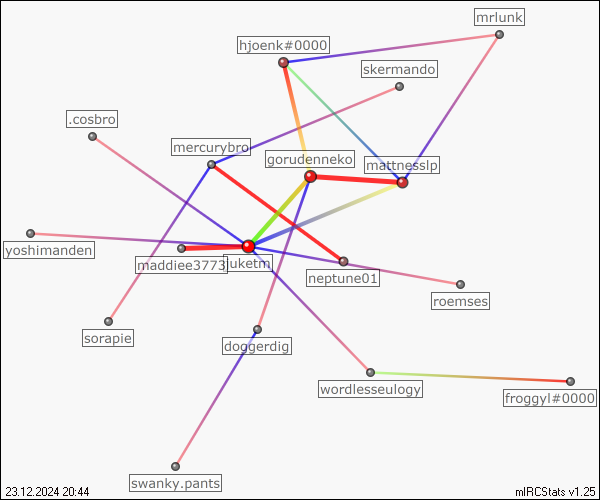 mrlunk
hjoenk#0000
skermando
.cosbro
mercurybro
gorudenneko
mattnesslp
yoshimanden
maddiee3773
luketm
neptune01
roemses
sorapie
doggerdig
wordlesseulogy
froggyl#0000
swanky.pants
23.12.2024 20:44
mIRCStats v1.25